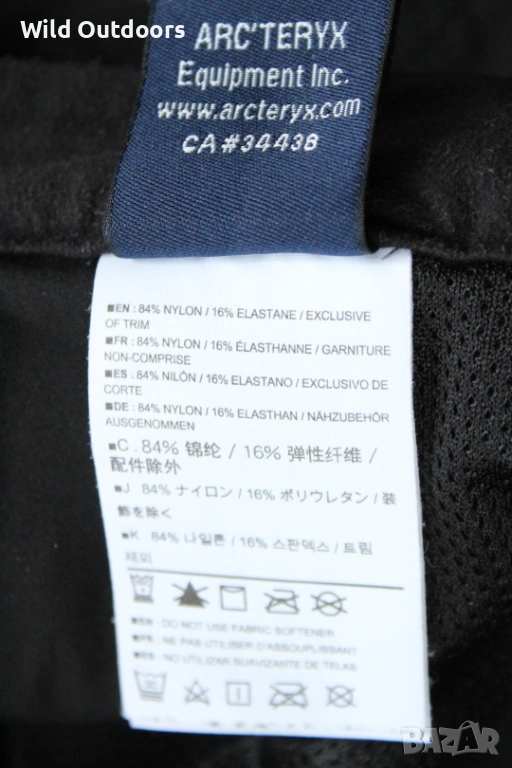 Wild Outdoors
ARC'TERYX
Equipment Inc.
www.arcteryx.com
CA#34438
■EN : 84% NYLON / 16% ELASTANE / EXCLUSIVE
OF TRIM
■FR : 84% NYLON / 16% ÉLASTHANNE / GARNITURE
NON-COMPRISE
■ES : 84% NILÓN / 16% ELASTANO / EXCLUSIVO DE
CORTE
■DE : 84% NYLON / 16% ELASTHAN / NÄHZUBEHÖR
AUSGENOMMEN
■C . 84% 锦纶 / 16% 弹性纤维 /
配件除外
■J 84% ナイロン / 16% ポリウレタン / 装
飾を除く
■K 84% 나일론 / 16% 스판덱스 / 트림
제외
■EN : DO NOT USE FABRIC SOFTENER
■FR : NE PAS UTILISER D'ASSOUPLISSANT
■ES : NO UTILIZAR SUAVIZANTE DE TELAS
BAZAR